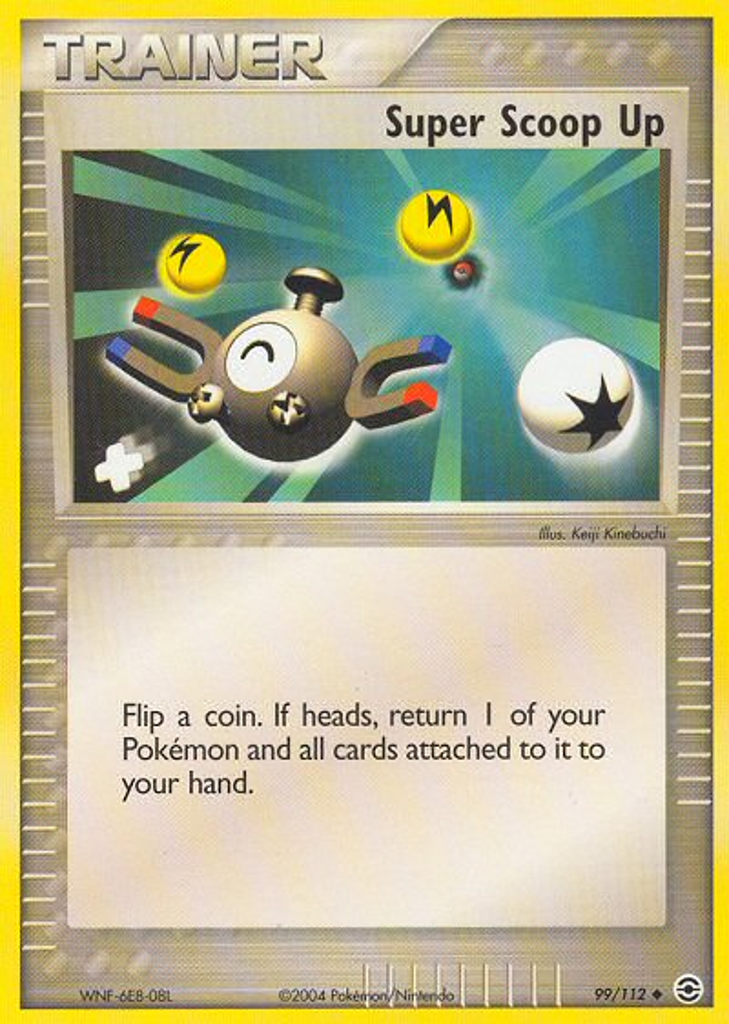 TRAINER
Super Scoop Up
Illus. Keiji Kinebuchi
Flip a coin. If heads, return 1 of your
Pokémon and all cards attached to it to
your hand.
WNF-6E8-08L
©2004 Pokémon/Nintendo
99/112 ◆